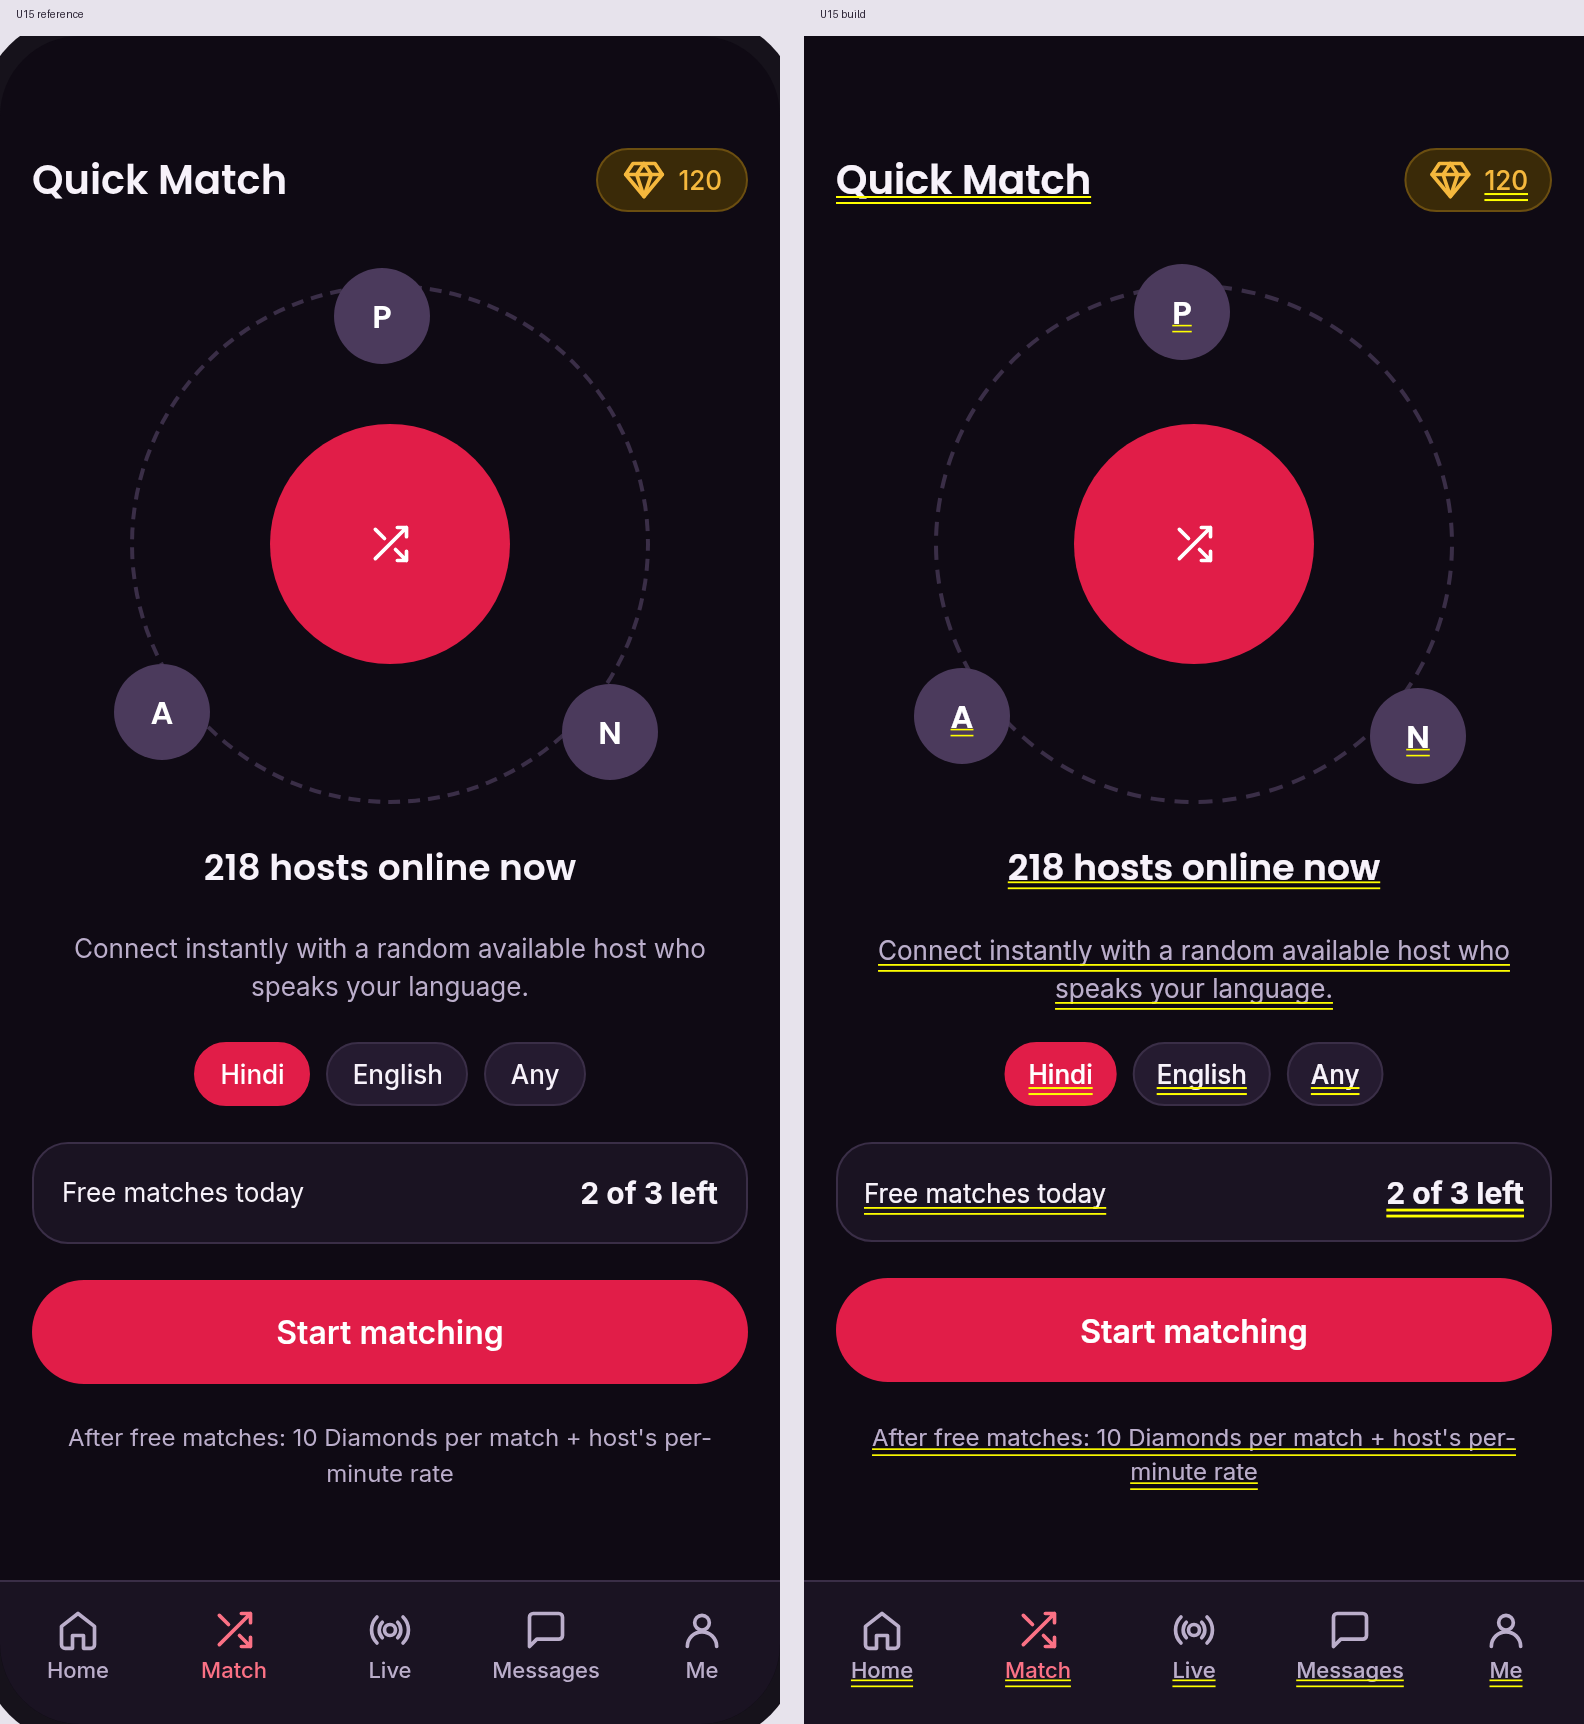 U15 reference
Quick Match
120
P
A
N
218 hosts online now
Connect instantly with a random available host who
speaks your language.
Hindi
English
Any
Free matches today
2 of 3 left
Start matching
After free matches: 10 Diamonds per match + host's per-
minute rate
Home
Match
Live
Messages
Me
U15 build
Quick Match
120
P
A
N
218 hosts online now
Connect instantly with a random available host who
speaks your language.
Hindi
English
Any
Free matches today
2 of 3 left
Start matching
After free matches: 10 Diamonds per match + host's per-
minute rate
Home
Match
Live
Messages
Me